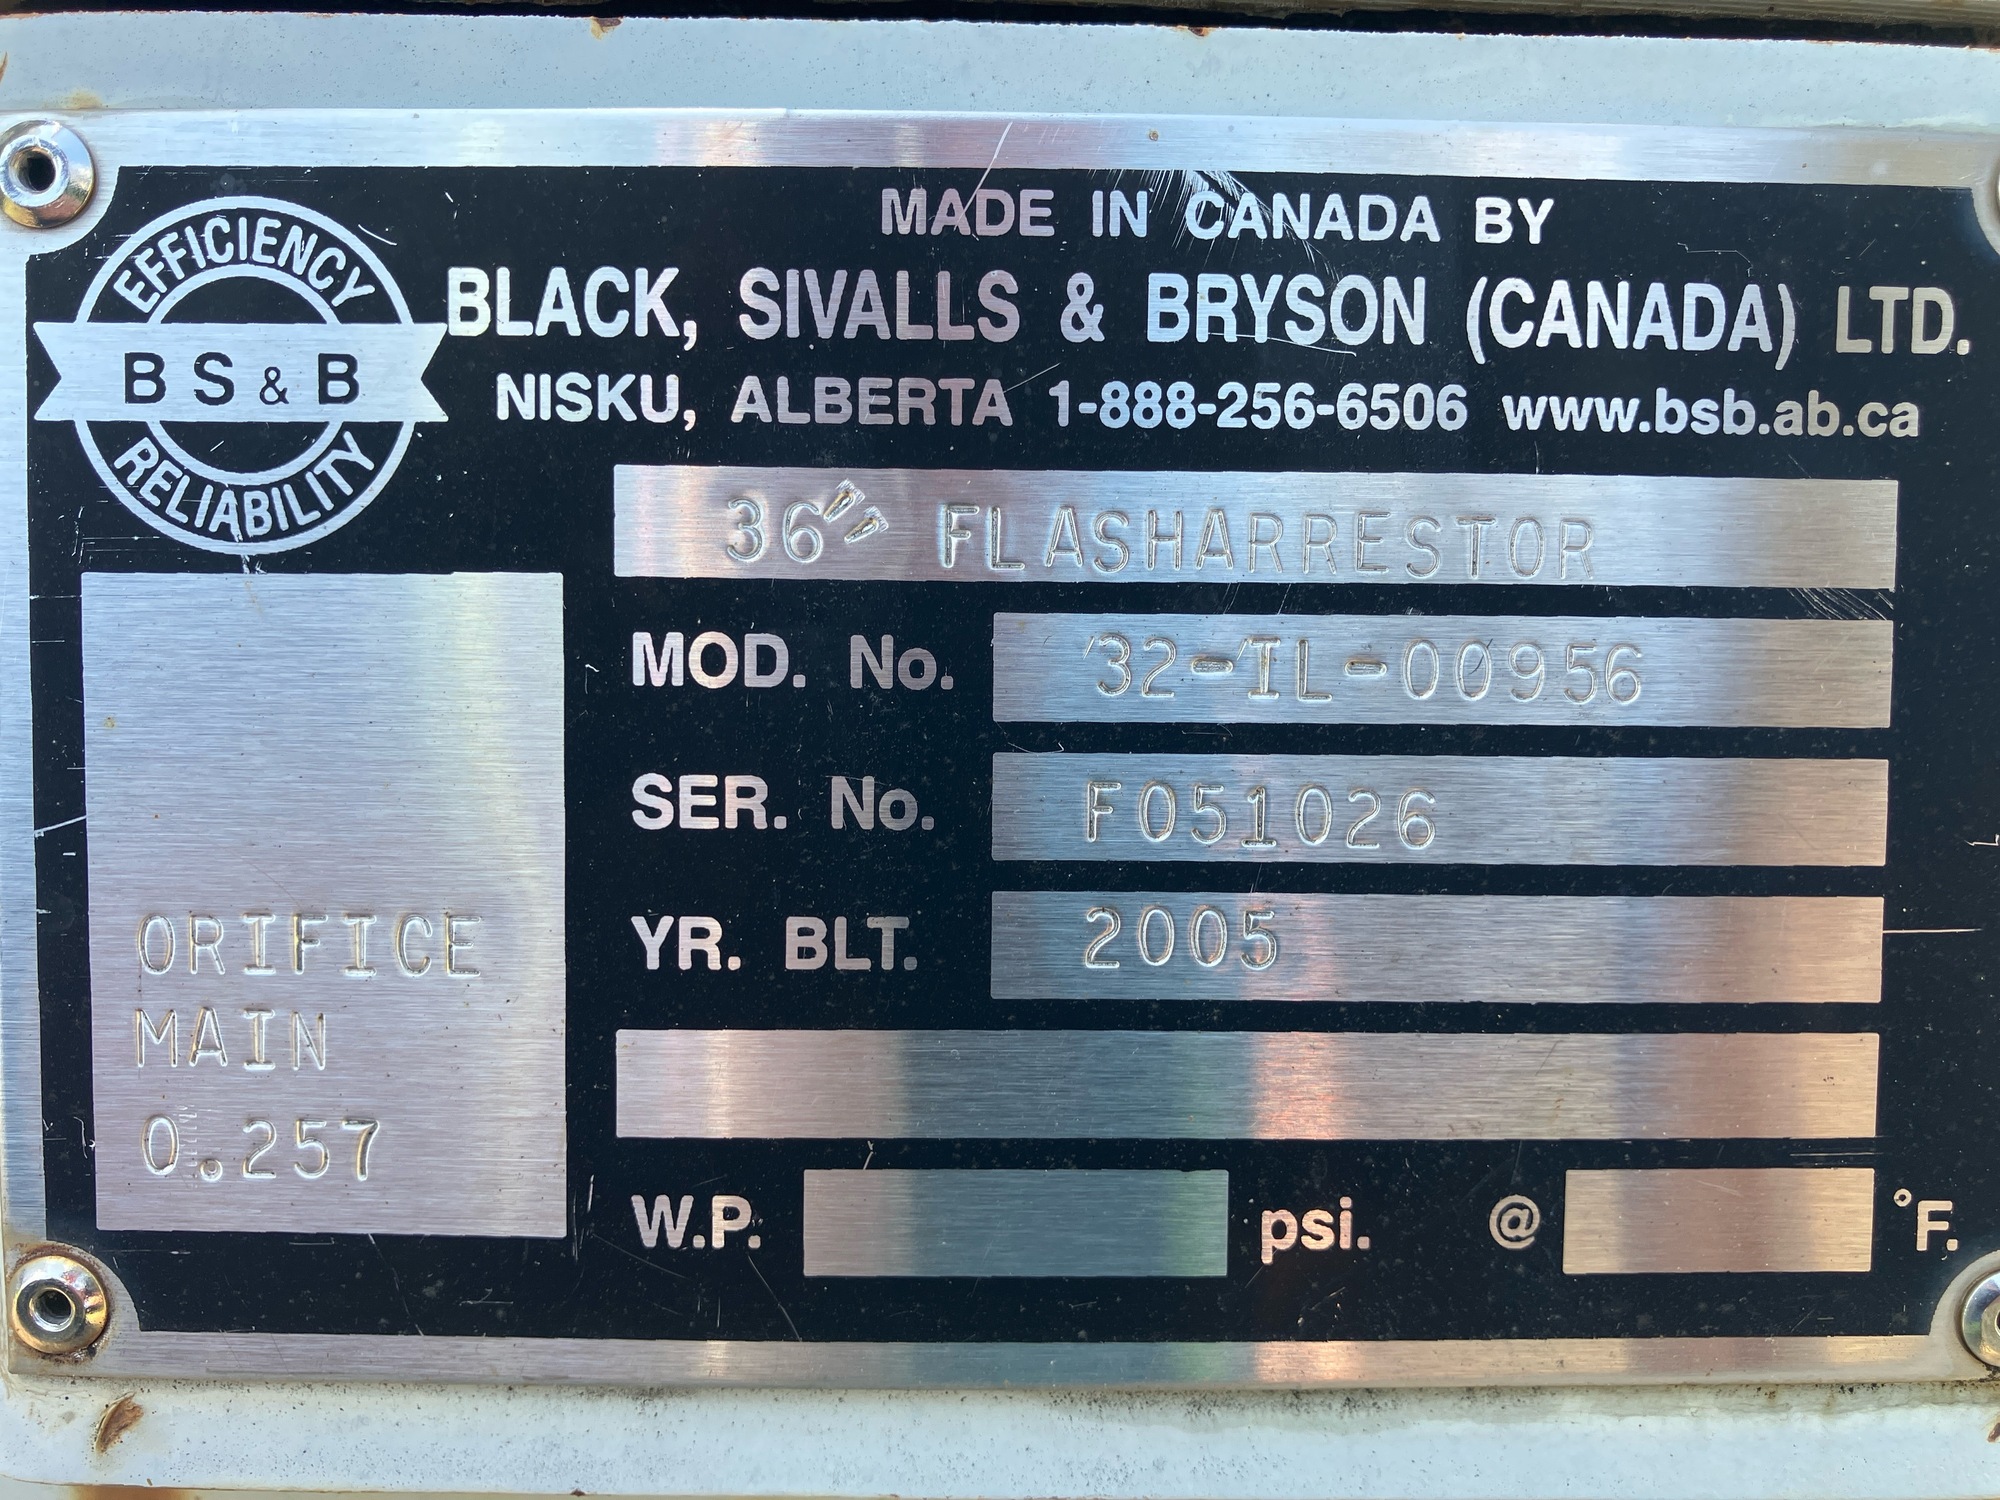 MADE IN CANADA BY
BLACK, SIVALLS & BRYSON (CANADA) LTD.
NISKU, ALBERTA 1-888-256-6506 www.bsb.ab.ca
EFFICIENCY
BS&B
RELIABILITY
36" FLASHARRESTOR
MOD. No. 32-IL-00956
SER. No. F051026
YR. BLT. 2005
ORIFICE
MAIN
0.257
W.P. psi. @ °F.